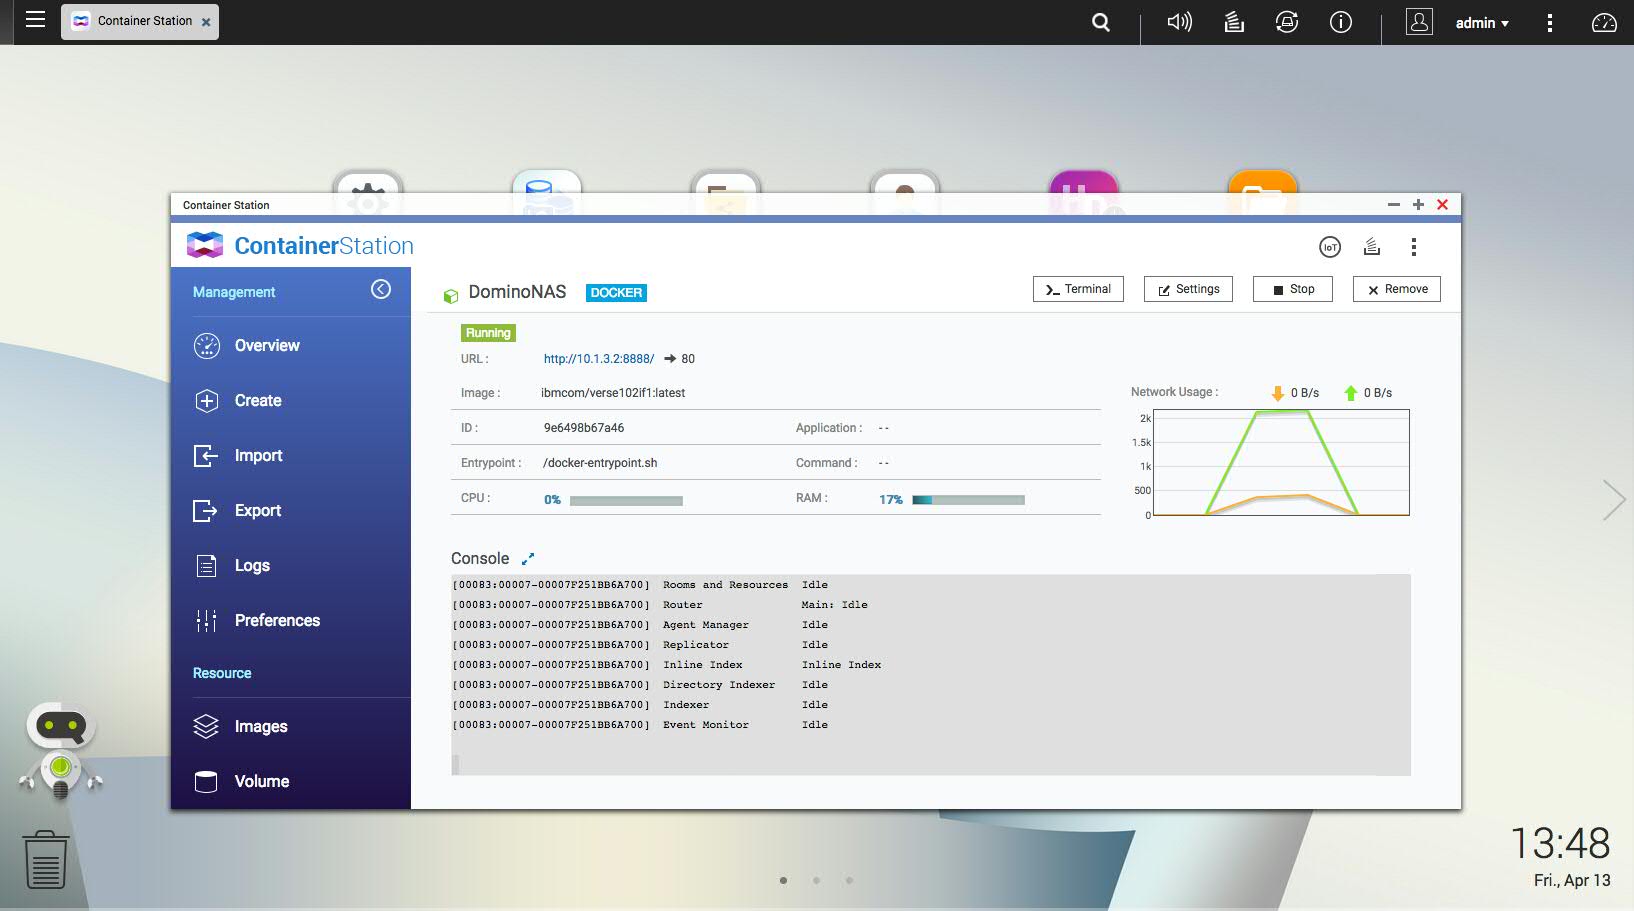 Container Station
admin
Container Station
ContainerStation
IoT
Management
Overview
Create
Import
Export
Logs
Preferences
Resource
Images
Volume
DominoNAS DOCKER
Terminal
Settings
Stop
Remove
Running
URL : http://10.1.3.2:8888/ 80
Image : ibmcom/verse102if1:latest
ID : 9e6498b67a46 Application : --
Entrypoint : /docker-entrypoint.sh Command : --
CPU : 0% RAM : 17%
Network Usage : 0 B/s 0 B/s
2k
1.5k
1k
500
0
Console
[00083:00007-00007F251BB6A700] Rooms and Resources Idle
[00083:00007-00007F251BB6A700] Router Main: Idle
[00083:00007-00007F251BB6A700] Agent Manager Idle
[00083:00007-00007F251BB6A700] Replicator Idle
[00083:00007-00007F251BB6A700] Inline Index Inline Index
[00083:00007-00007F251BB6A700] Directory Indexer Idle
[00083:00007-00007F251BB6A700] Indexer Idle
[00083:00007-00007F251BB6A700] Event Monitor Idle
13:48
Fri., Apr 13